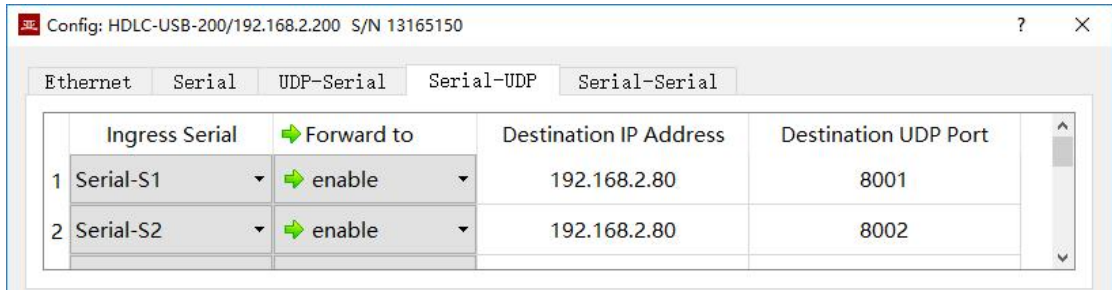 亚 Config: HDLC-USB-200/192.168.2.200 S/N 13165150 ? ×
Ethernet Serial UDP-Serial Serial-UDP Serial-Serial
Ingress Serial Forward to Destination IP Address Destination UDP Port
1 Serial-S1 enable 192.168.2.80 8001
2 Serial-S2 enable 192.168.2.80 8002